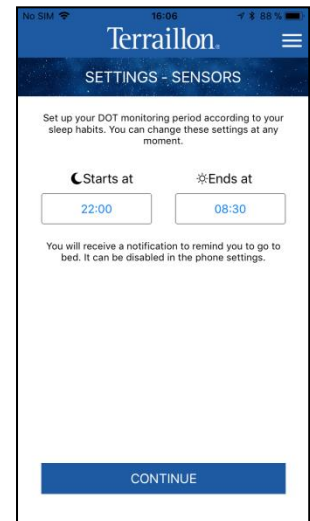 No SIM 16:06 88 %
Terraillon.
SETTINGS - SENSORS
Set up your DOT monitoring period according to your
sleep habits. You can change these settings at any
moment.
Starts at Ends at
22:00 08:30
You will receive a notification to remind you to go to
bed. It can be disabled in the phone settings.
CONTINUE